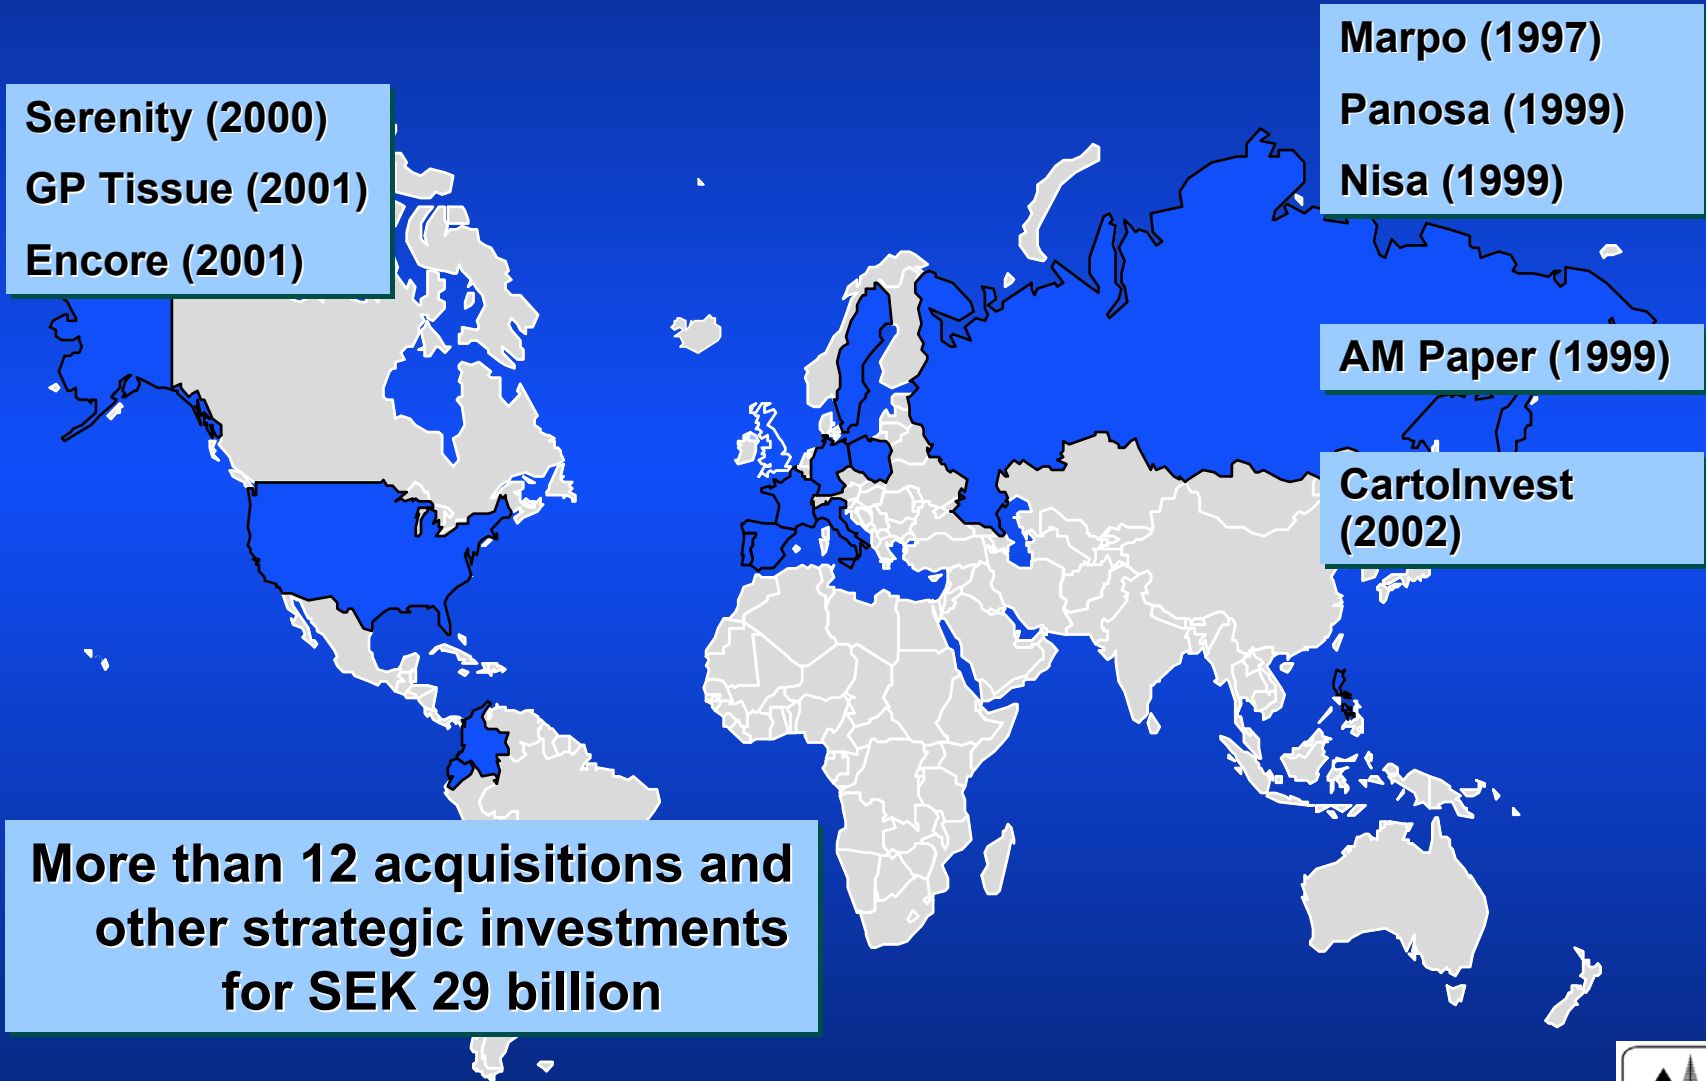 Serenity (2000)
GP Tissue (2001)
Encore (2001)
Marpo (1997)
Panosa (1999)
Nisa (1999)
AM Paper (1999)
CartoInvest
(2002)
More than 12 acquisitions and
other strategic investments
for SEK 29 billion